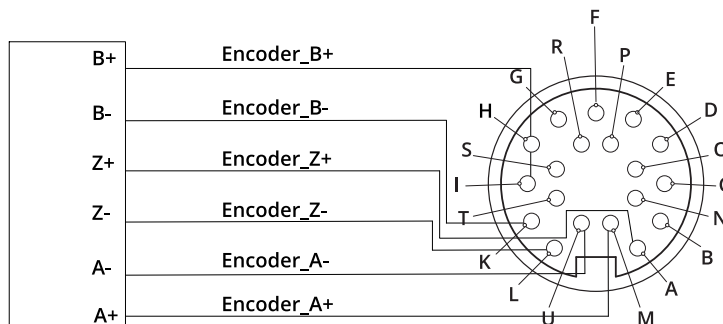 F
R
P
B+
Encoder_B+
G
E
B-
Encoder_B-
H
D
Z+
Encoder_Z+
S
O
I
C
Z-
Encoder_Z-
T
N
A-
Encoder_A-
K
B
L
A
A+
Encoder_A+
U
M